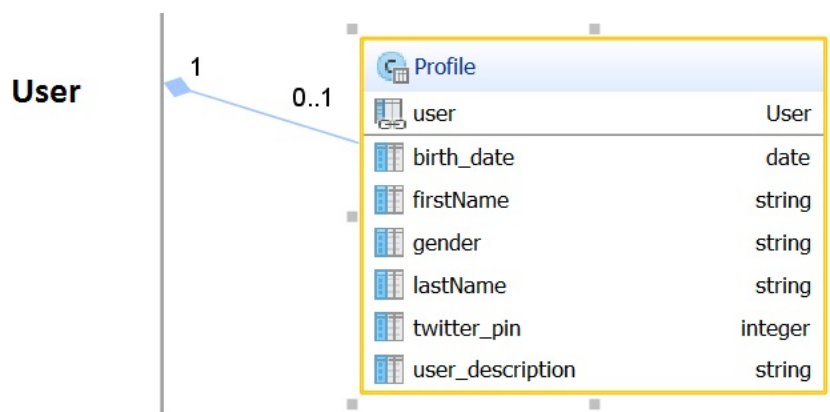 User
1
0..1
C Profile
user User
birth_date date
firstName string
gender string
lastName string
twitter_pin integer
user_description string